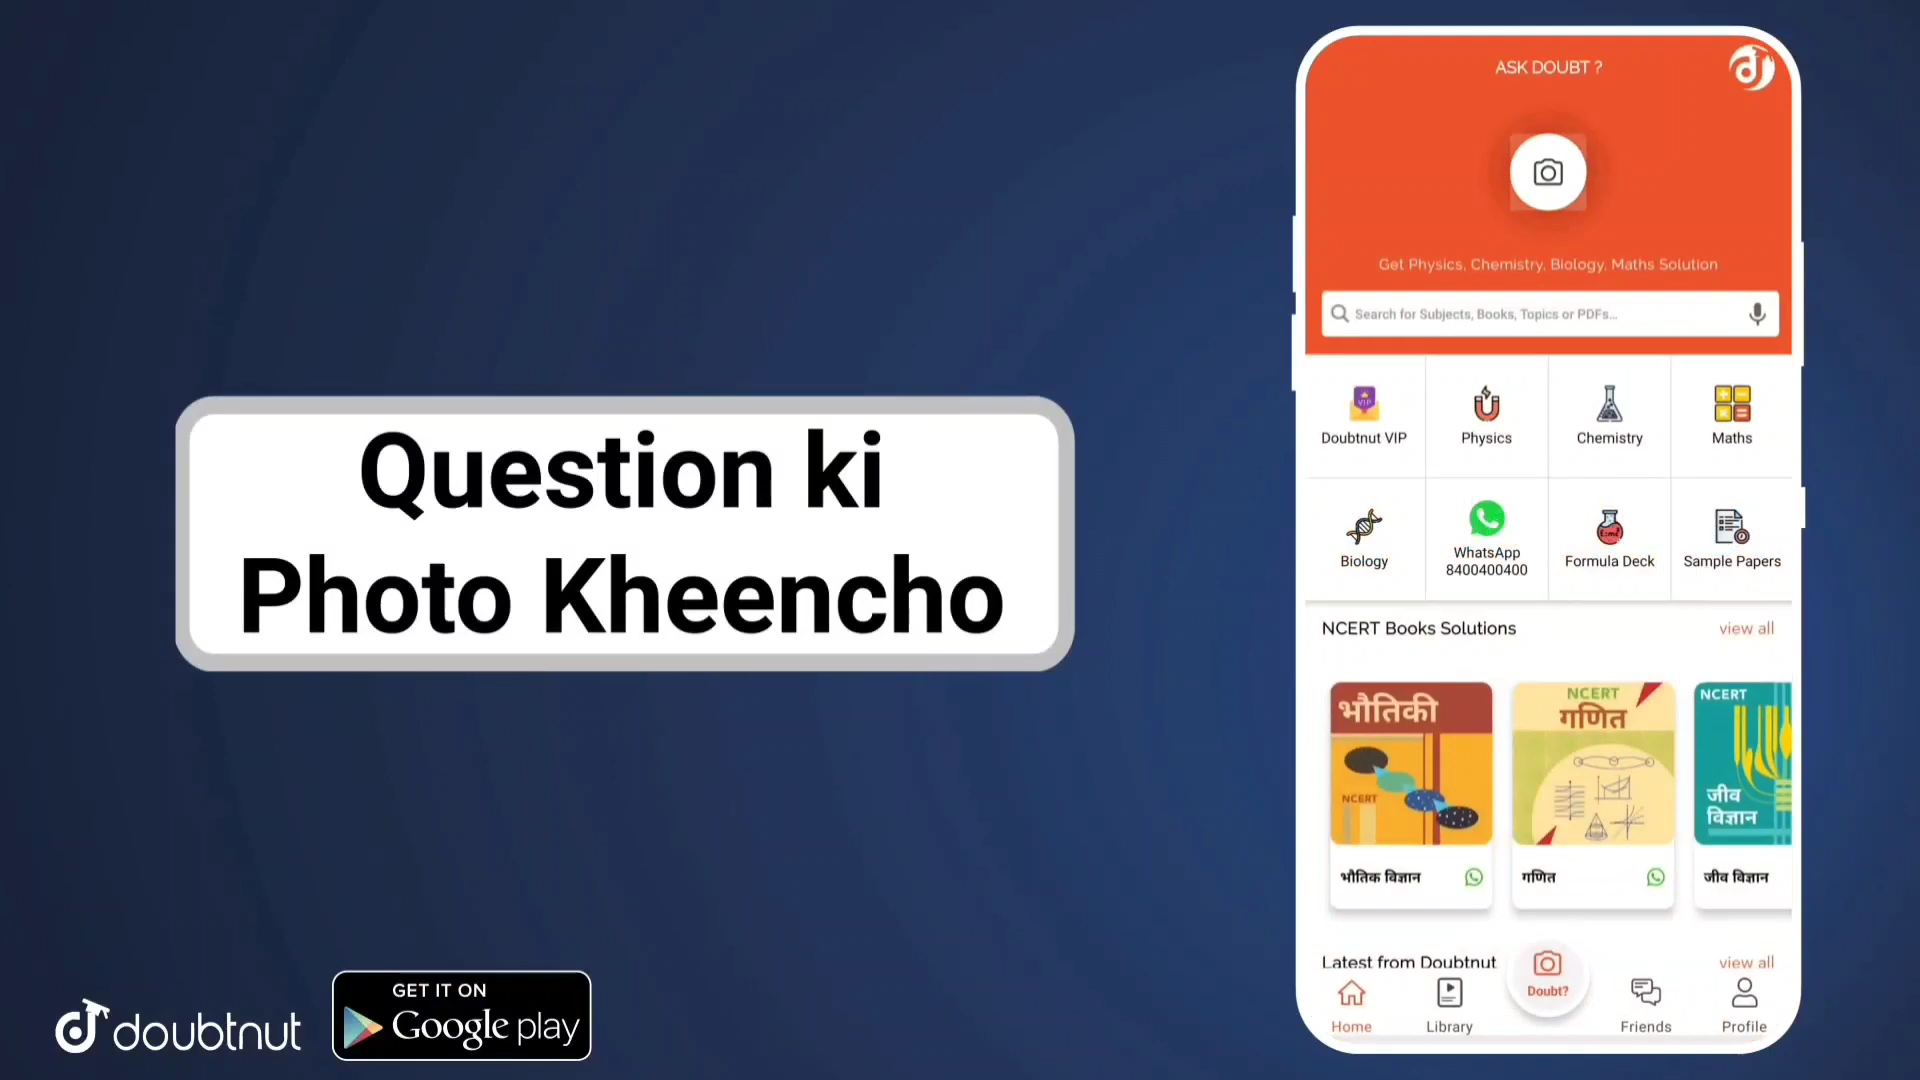 Question ki
Photo Kheencho
doubtnut
GET IT ON
Google play
ASK DOUBT ?
Get Physics, Chemistry, Biology, Maths Solution
Search for Subjects, Books, Topics or PDFs...
Doubtnut VIP
Physics
Chemistry
Maths
Biology
WhatsApp
8400400400
Formula Deck
Sample Papers
NCERT Books Solutions
view all
भौतिकी
NCERT
भौतिक विज्ञान
NCERT
गणित
गणित
NCERT
जीव
विज्ञान
जीव विज्ञान
Latest from Doubtnut
view all
Home
Library
Doubt?
Friends
Profile